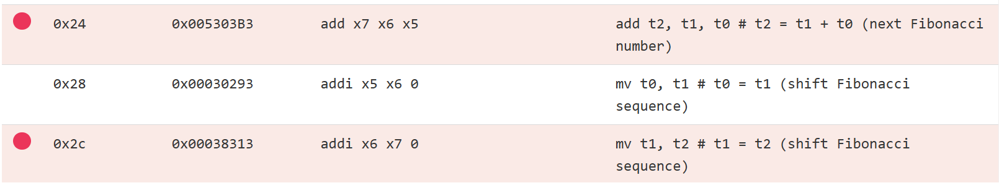 0x24 0x005303B3 add x7 x6 x5 add t2, t1, t0 # t2 = t1 + t0 (next Fibonacci
number)
0x28 0x00030293 addi x5 x6 0 mv t0, t1 # t0 = t1 (shift Fibonacci
sequence)
0x2c 0x00038313 addi x6 x7 0 mv t1, t2 # t1 = t2 (shift Fibonacci
sequence)